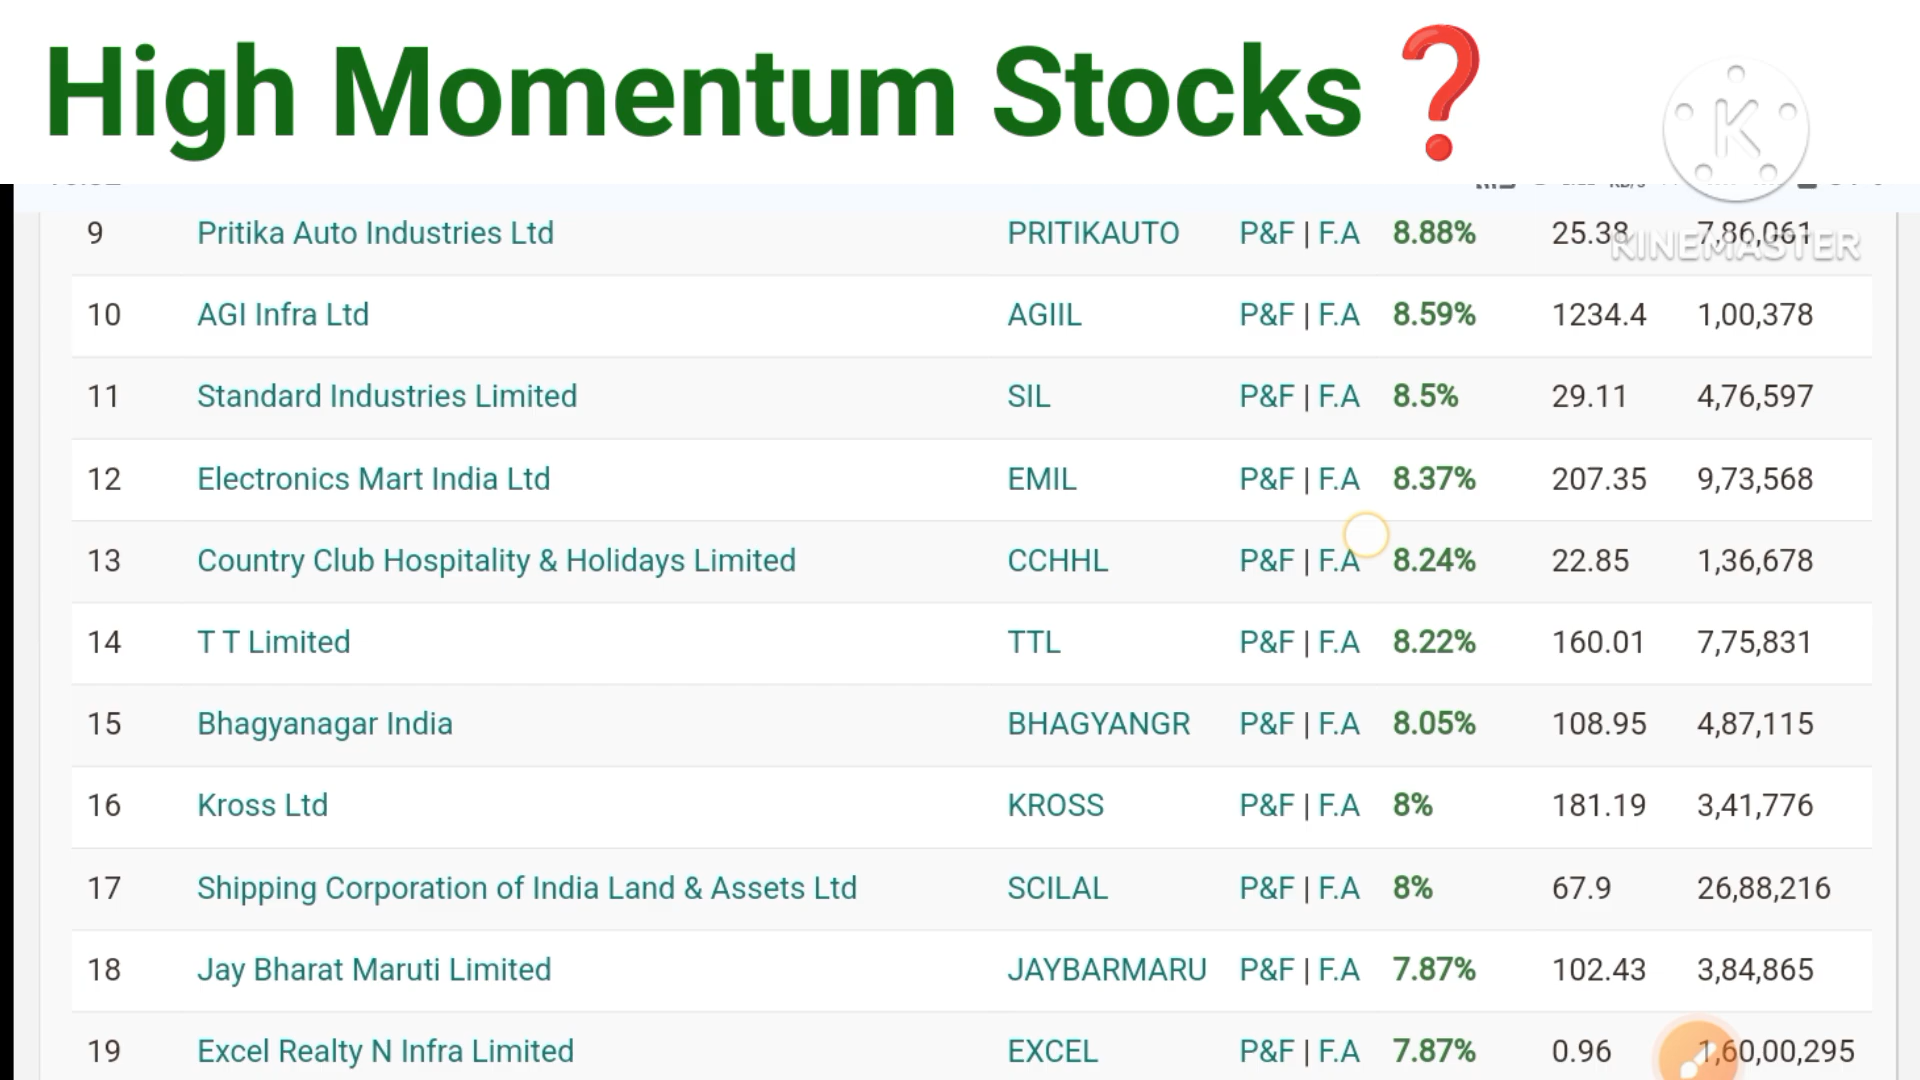 High Momentum Stocks❓
K
KINEMASTER
9 Pritika Auto Industries Ltd PRITIKAUTO P&F | F.A 8.88% 25.38 7,86,061
10 AGI Infra Ltd AGIIL P&F | F.A 8.59% 1234.4 1,00,378
11 Standard Industries Limited SIL P&F | F.A 8.5% 29.11 4,76,597
12 Electronics Mart India Ltd EMIL P&F | F.A 8.37% 207.35 9,73,568
13 Country Club Hospitality & Holidays Limited CCHHL P&F | F.A 8.24% 22.85 1,36,678
14 T T Limited TTL P&F | F.A 8.22% 160.01 7,75,831
15 Bhagyanagar India BHAGYANGR P&F | F.A 8.05% 108.95 4,87,115
16 Kross Ltd KROSS P&F | F.A 8% 181.19 3,41,776
17 Shipping Corporation of India Land & Assets Ltd SCILAL P&F | F.A 8% 67.9 26,88,216
18 Jay Bharat Maruti Limited JAYBARMARU P&F | F.A 7.87% 102.43 3,84,865
19 Excel Realty N Infra Limited EXCEL P&F | F.A 7.87% 0.96 1,60,00,295